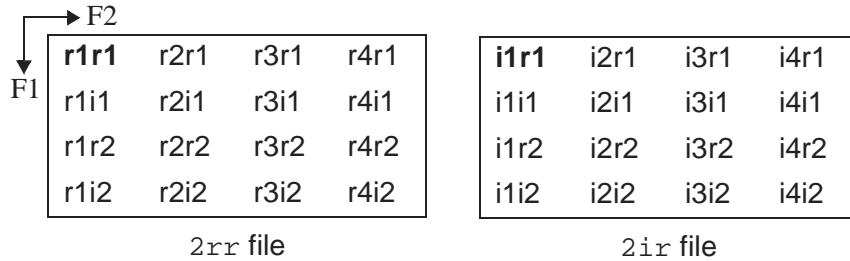 F2
F1
r1r1 r2r1 r3r1 r4r1
r1i1 r2i1 r3i1 r4i1
r1r2 r2r2 r3r2 r4r2
r1i2 r2i2 r3i2 r4i2
2rr file
i1r1 i2r1 i3r1 i4r1
i1i1 i2i1 i3i1 i4i1
i1r2 i2r2 i3r2 i4r2
i1i2 i2i2 i3i2 i4i2
2ir file